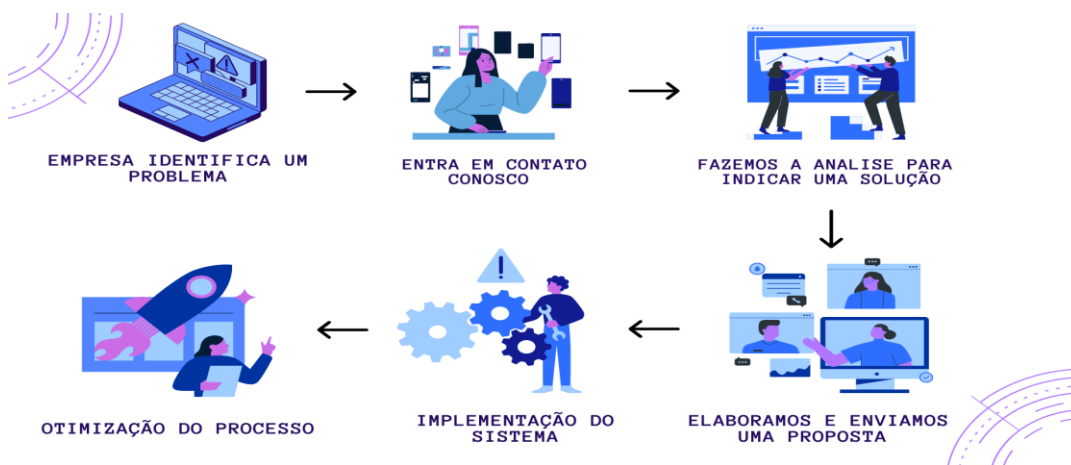 EMPRESA IDENTIFICA UM
PROBLEMA
ENTRA EM CONTATO
CONOSCO
FAZEMOS A ANALISE PARA
INDICAR UMA SOLUÇÃO
OTIMIZAÇÃO DO PROCESSO
IMPLEMENTAÇÃO DO
SISTEMA
ELABORAMOS E ENVIAMOS
UMA PROPOSTA